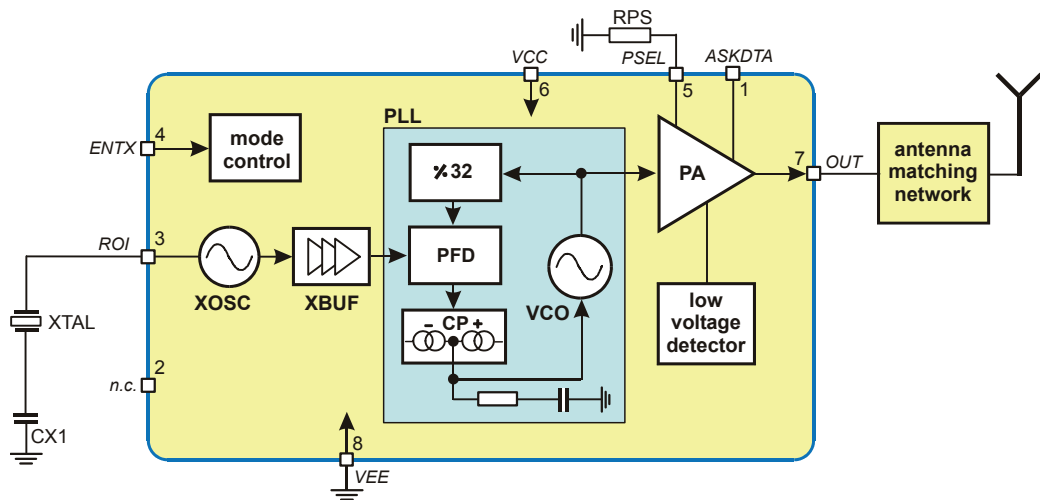 RPS
VCC
PSEL
ASKDTA
6
5
1
PLL
ENTX
4
mode
control
%32
PA
7
OUT
antenna
matching
network
ROI
3
XOSC
XBUF
PFD
VCO
XTAL
- CP +
low
voltage
detector
n.c.
2
CX1
8
VEE